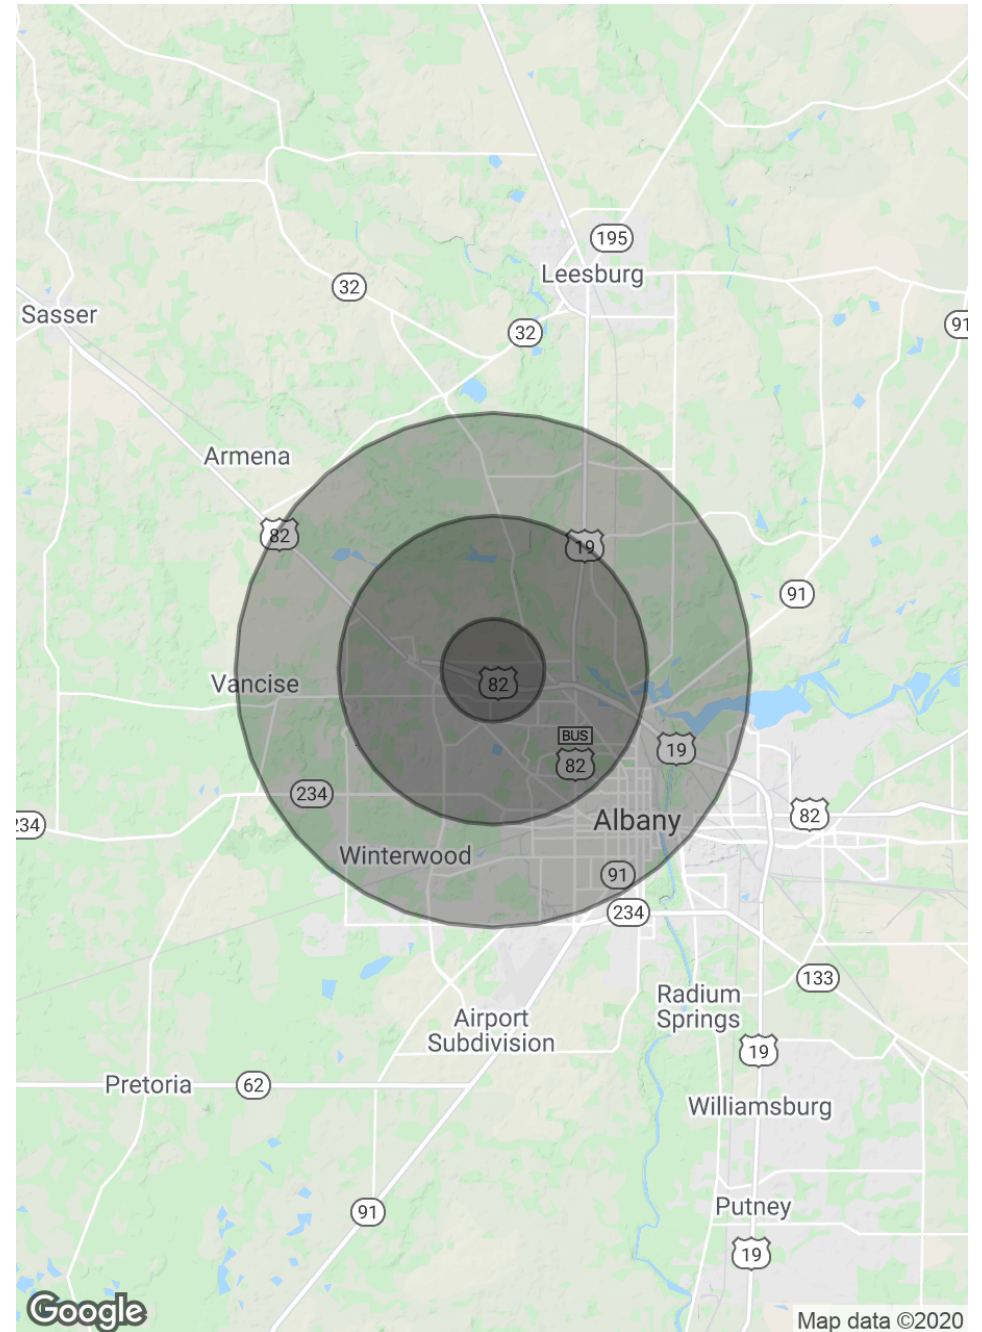 195
Leesburg
32
Sasser
32
91
Armena
82
19
91
Vancise
82
BUS
19
82
234
82
234
Albany
Winterwood
91
234
133
Radium
Springs
Airport
Subdivision
19
Pretoria
62
Williamsburg
Putney
91
19
Google
Map data ©2020